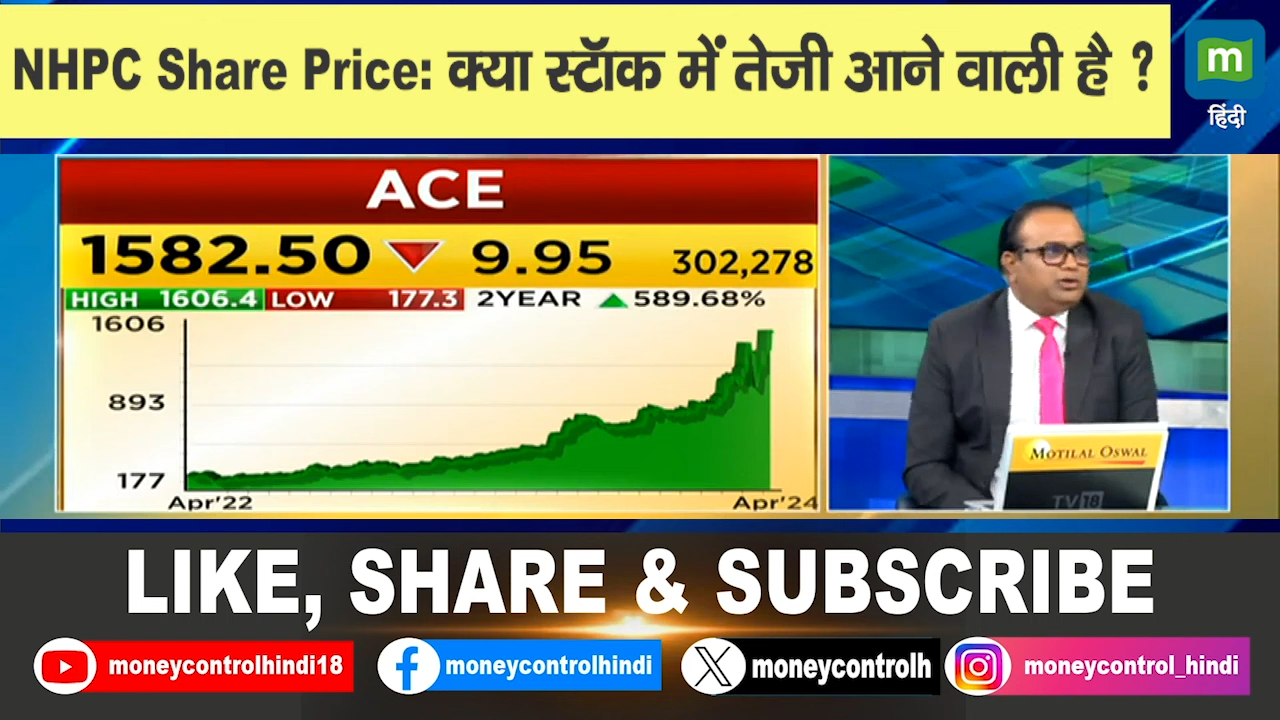 NHPC Share Price: क्या स्टॉक में तेजी आने वाली है ?
m
हिंदी
ACE
1582.50 9.95 302,278
HIGH 1606.4 LOW 177.3 2YEAR 589.68%
1606
893
177
Apr'22 Apr'24
MOTILAL OSWAL
TV18
LIKE, SHARE & SUBSCRIBE
moneycontrolhindi18 moneycontrolhindi moneycontrolh moneycontrol_hindi